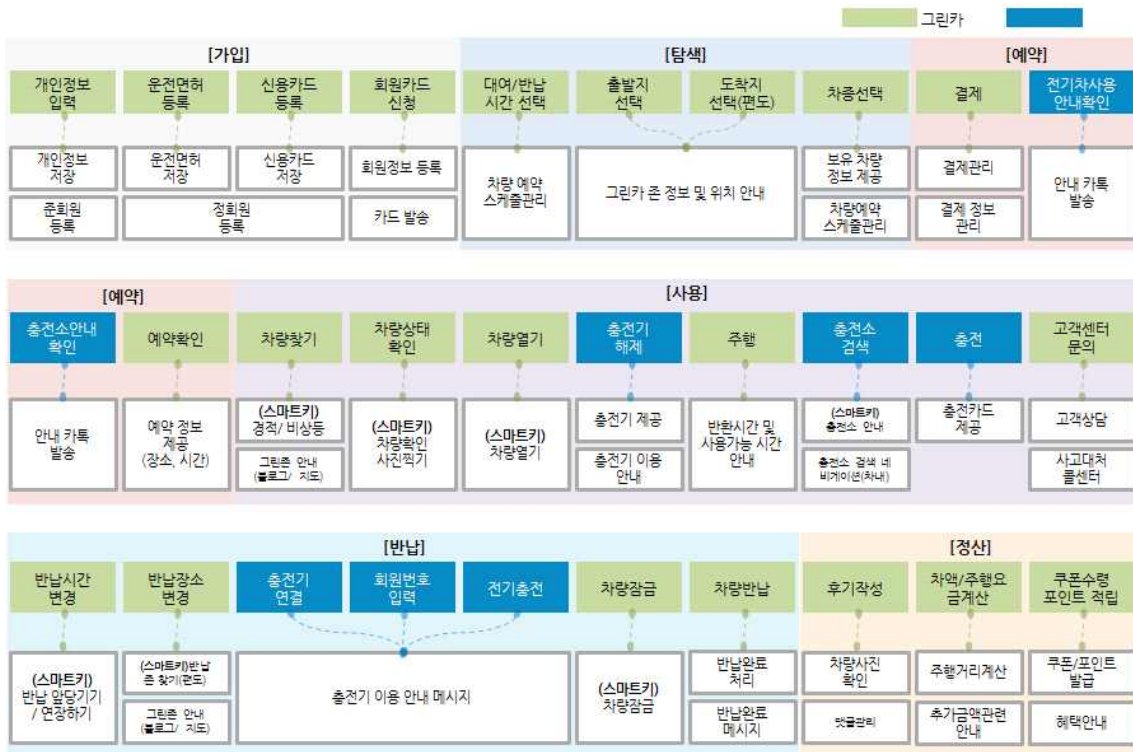 그린카
[가입]
[탐색]
[예약]
개인정보
입력
운전면허
등록
신용카드
등록
회원카드
신청
대여/반납
시간 선택
출발지
선택
도착지
선택(편도)
차종선택
결제
전기차사용
안내확인
개인정보
저장
운전면허
저장
신용카드
저장
회원정보 등록
차량 예약
스케줄관리
그린카 존 정보 및 위치 안내
보유 차량
정보 제공
결제관리
안내 카톡
발송
준회원
등록
정회원
등록
카드 발송
차량예약
스케줄관리
결제 정보
관리
[예약]
[사용]
충전소안내
확인
예약확인
차량찾기
차량상태
확인
차량열기
충전기
해제
주행
충전소
검색
충전
고객센터
문의
안내 카톡
발송
예약 정보
제공
(장소, 시간)
(스마트키)
경적/ 비상등
그린존 안내
(블로그/ 지도)
(스마트키)
차량확인
사진찍기
(스마트키)
차량열기
충전기 제공
충전기 이용
안내
반환시간 및
사용가능 시간
안내
(스마트키)
충전소 안내
충전소 검색 네
비게이션(차내)
충전카드
제공
고객상담
사고대처
콜센터
[반납]
[정산]
반납시간
변경
반납장소
변경
충전기
연결
회원번호
입력
전기충전
차량잠금
차량반납
후기작성
차액/주행요
금계산
쿠폰수령
포인트 적립
(스마트키)
반납 앞당기기
/ 연장하기
(스마트키)반납
존 찾기(편도)
그린존 안내
(블로그/ 지도)
충전기 이용 안내 메시지
(스마트키)
차량잠금
반납완료
처리
반납완료
메시지
차량사진
확인
댓글관리
주행거리계산
추가금액관련
안내
쿠폰/포인트
발급
혜택안내